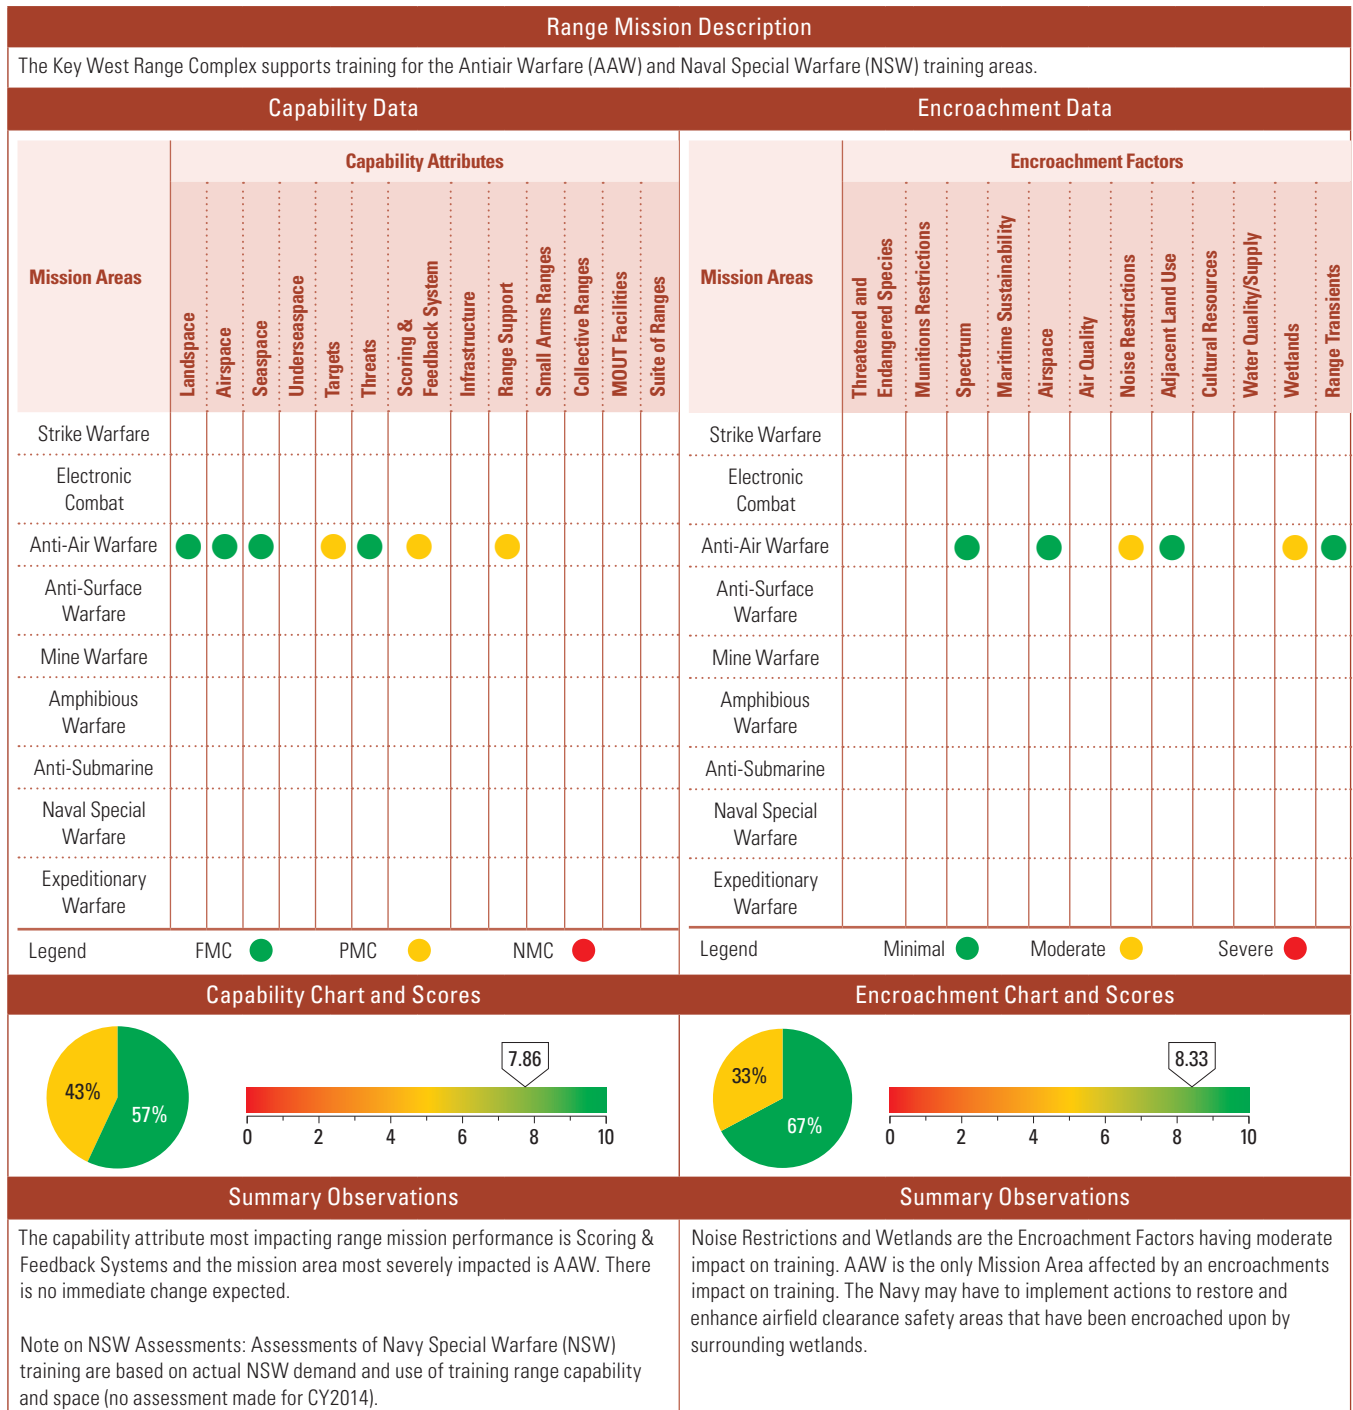 Range Mission Description
The Key West Range Complex supports training for the Antiair Warfare (AAW) and Naval Special Warfare (NSW) training areas.
Capability Data
Mission Areas
Capability Attributes
Landspace
Airspace
Seaspace
Underseaspace
Targets
Threats
Scoring &
Feedback System
Infrastructure
Range Support
Small Arms Ranges
Collective Ranges
MOUT Facilities
Suite of Ranges
Strike Warfare
Electronic
Combat
Anti-Air Warfare
Anti-Surface
Warfare
Mine Warfare
Amphibious
Warfare
Anti-Submarine
Naval Special
Warfare
Expeditionary
Warfare
Legend FMC PMC NMC
Encroachment Data
Mission Areas
Encroachment Factors
Threatened and
Endangered Species
Munitions Restrictions
Spectrum
Maritime Sustainability
Airspace
Air Quality
Noise Restrictions
Adjacent Land Use
Cultural Resources
Water Quality/Supply
Wetlands
Range Transients
Strike Warfare
Electronic
Combat
Anti-Air Warfare
Anti-Surface
Warfare
Mine Warfare
Amphibious
Warfare
Anti-Submarine
Naval Special
Warfare
Expeditionary
Warfare
Legend Minimal Moderate Severe
Capability Chart and Scores
43%
57%
7.86
0 2 4 6 8 10
Encroachment Chart and Scores
33%
67%
8.33
0 2 4 6 8 10
Summary Observations
The capability attribute most impacting range mission performance is Scoring &
Feedback Systems and the mission area most severely impacted is AAW. There
is no immediate change expected.
Note on NSW Assessments: Assessments of Navy Special Warfare (NSW)
training are based on actual NSW demand and use of training range capability
and space (no assessment made for CY2014).
Summary Observations
Noise Restrictions and Wetlands are the Encroachment Factors having moderate
impact on training. AAW is the only Mission Area affected by an encroachments
impact on training. The Navy may have to implement actions to restore and
enhance airfield clearance safety areas that have been encroached upon by
surrounding wetlands.